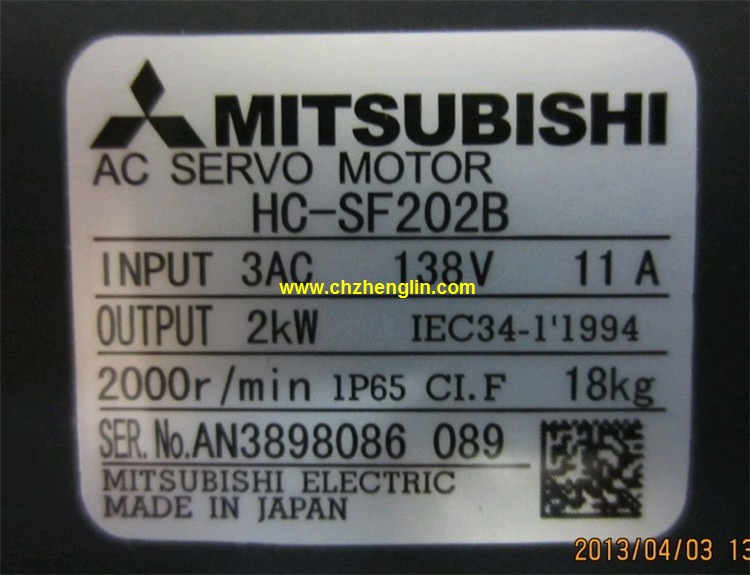 MITSUBISHI
AC SERVO MOTOR
HC-SF202B
INPUT 3AC 138V 11 A
www.chzhenglin.com
OUTPUT 2kW IEC34-1'1994
2000r/min 1P65 CI.F 18kg
SER.No.AN3898086 089
MITSUBISHI ELECTRIC
MADE IN JAPAN
2013/04/03 13